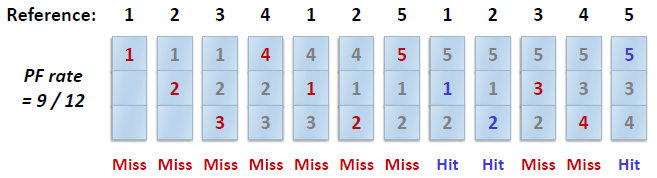 Reference: 1 2 3 4 1 2 5 1 2 3 4 5
1 1 1 4 4 4 5 5 5 5 5 5
PF rate
2 2 2 1 1 1 1 1 3 3 3
= 9 / 12
3 3 3 2 2 2 2 2 4 4
Miss Miss Miss Miss Miss Miss Miss Hit Hit Miss Miss Hit